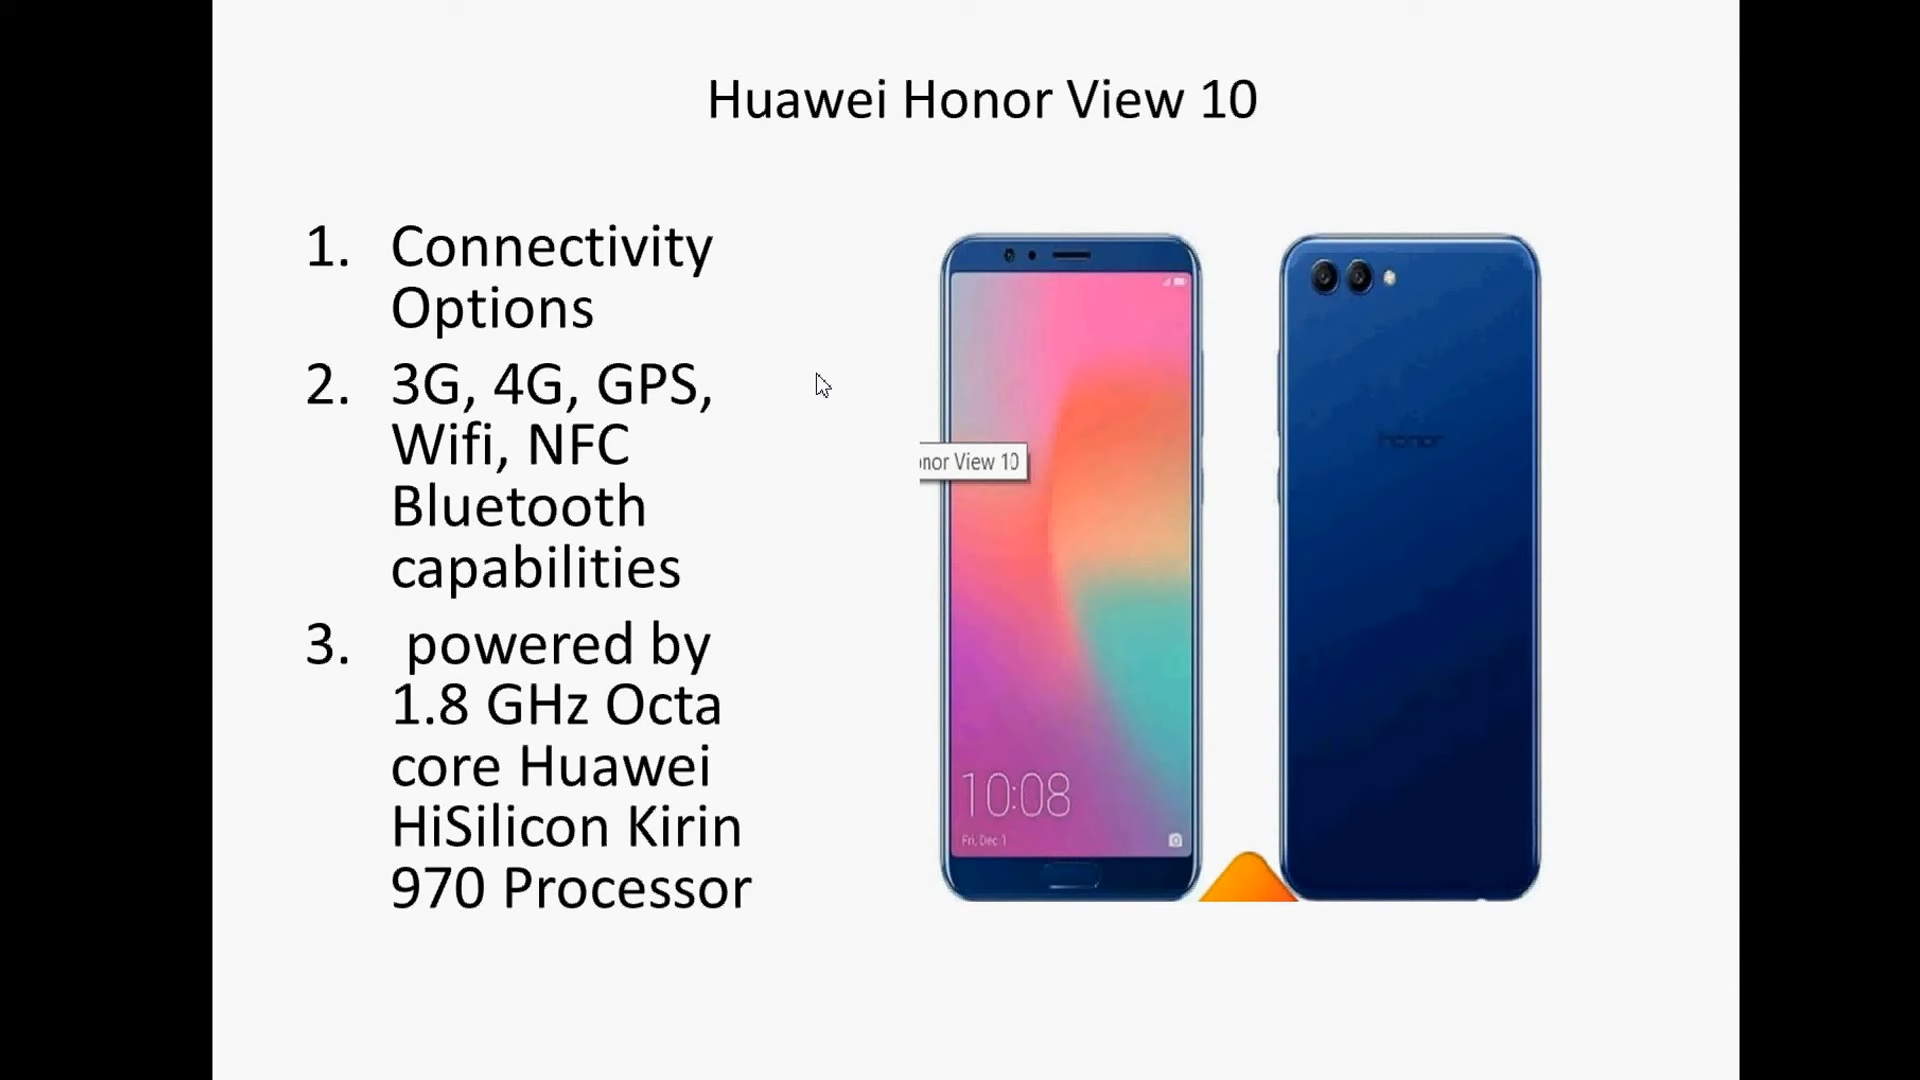 Huawei Honor View 10
1. Connectivity
Options
2. 3G, 4G, GPS,
Wifi, NFC
Bluetooth
capabilities
3. powered by
1.8 GHz Octa
core Huawei
HiSilicon Kirin
970 Processor
nor View 10
10:08
Fri, Dec 1
honor